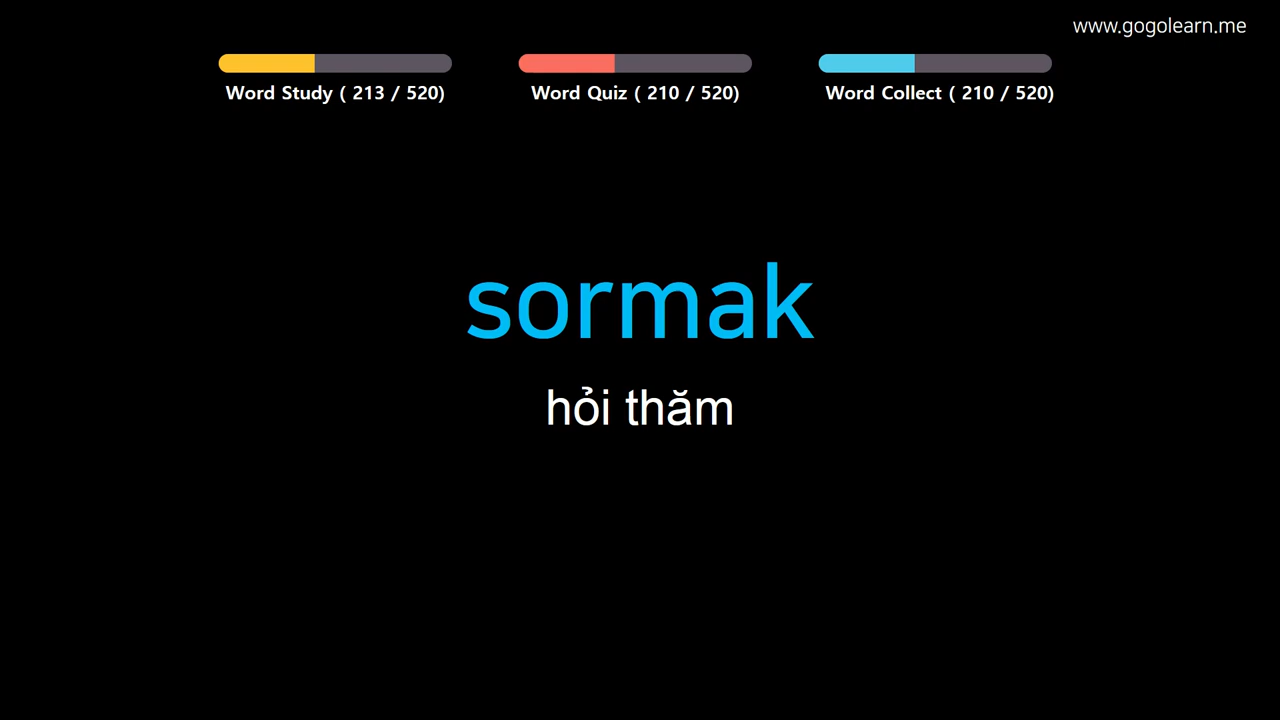 www.gogolearn.me
Word Study ( 213 / 520)
Word Quiz ( 210 / 520)
Word Collect ( 210 / 520)
sormak
hỏi thăm